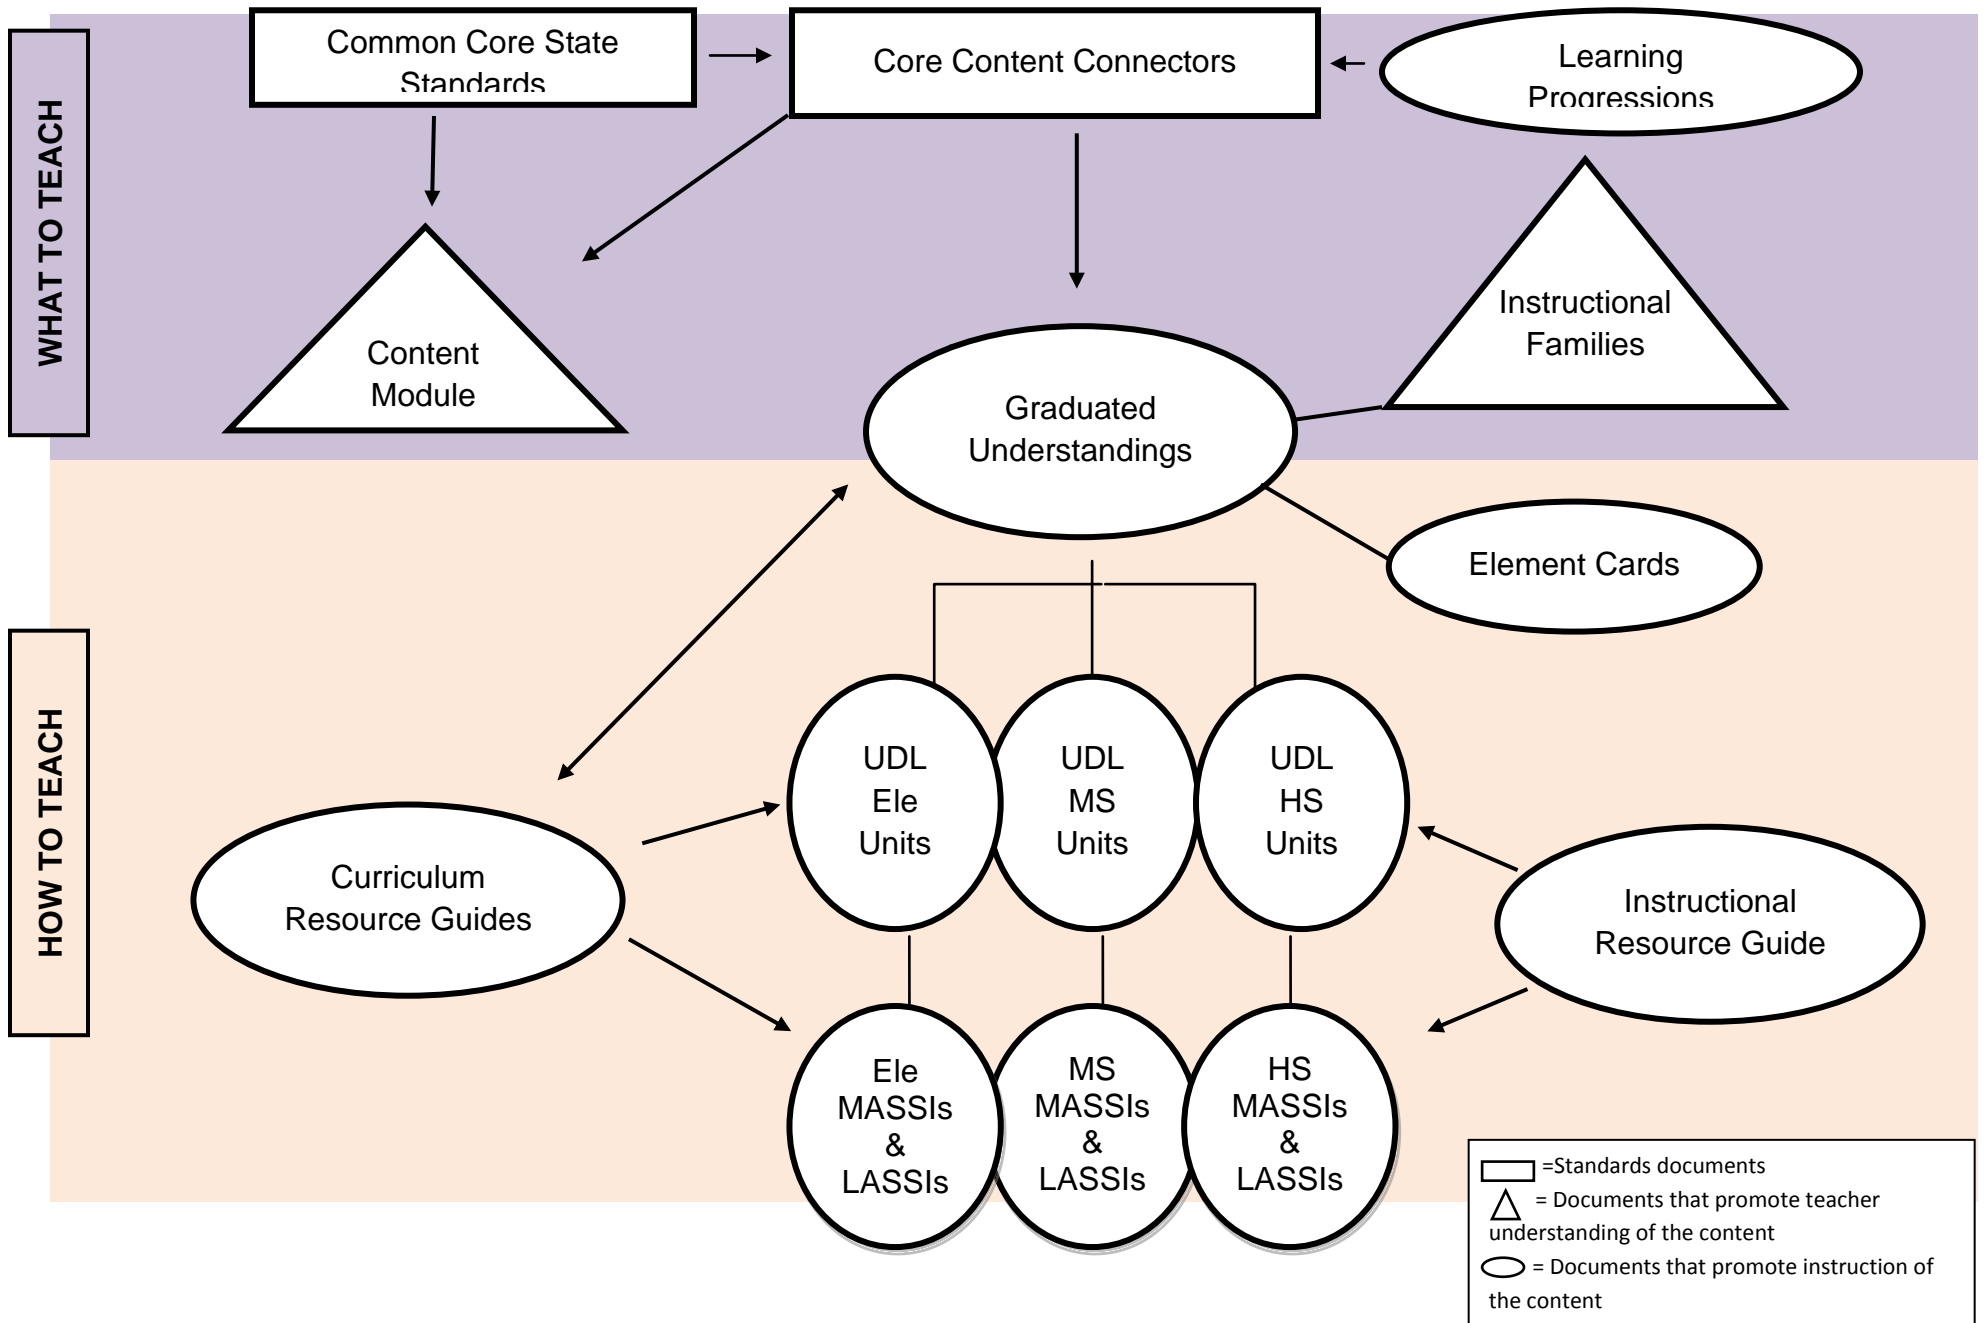 WHAT TO TEACH
Common Core State
Standards
Core Content Connectors
Learning
Progressions
Content
Module
Instructional
Families
Graduated
Understandings
HOW TO TEACH
Element Cards
UDL
Ele
Units
UDL
MS
Units
UDL
HS
Units
Curriculum
Resource Guides
Instructional
Resource Guide
Ele
MASSIs
&
LASSIs
MS
MASSIs
&
LASSIs
HS
MASSIs
&
LASSIs
=Standards documents
= Documents that promote teacher
understanding of the content
= Documents that promote instruction of
the content